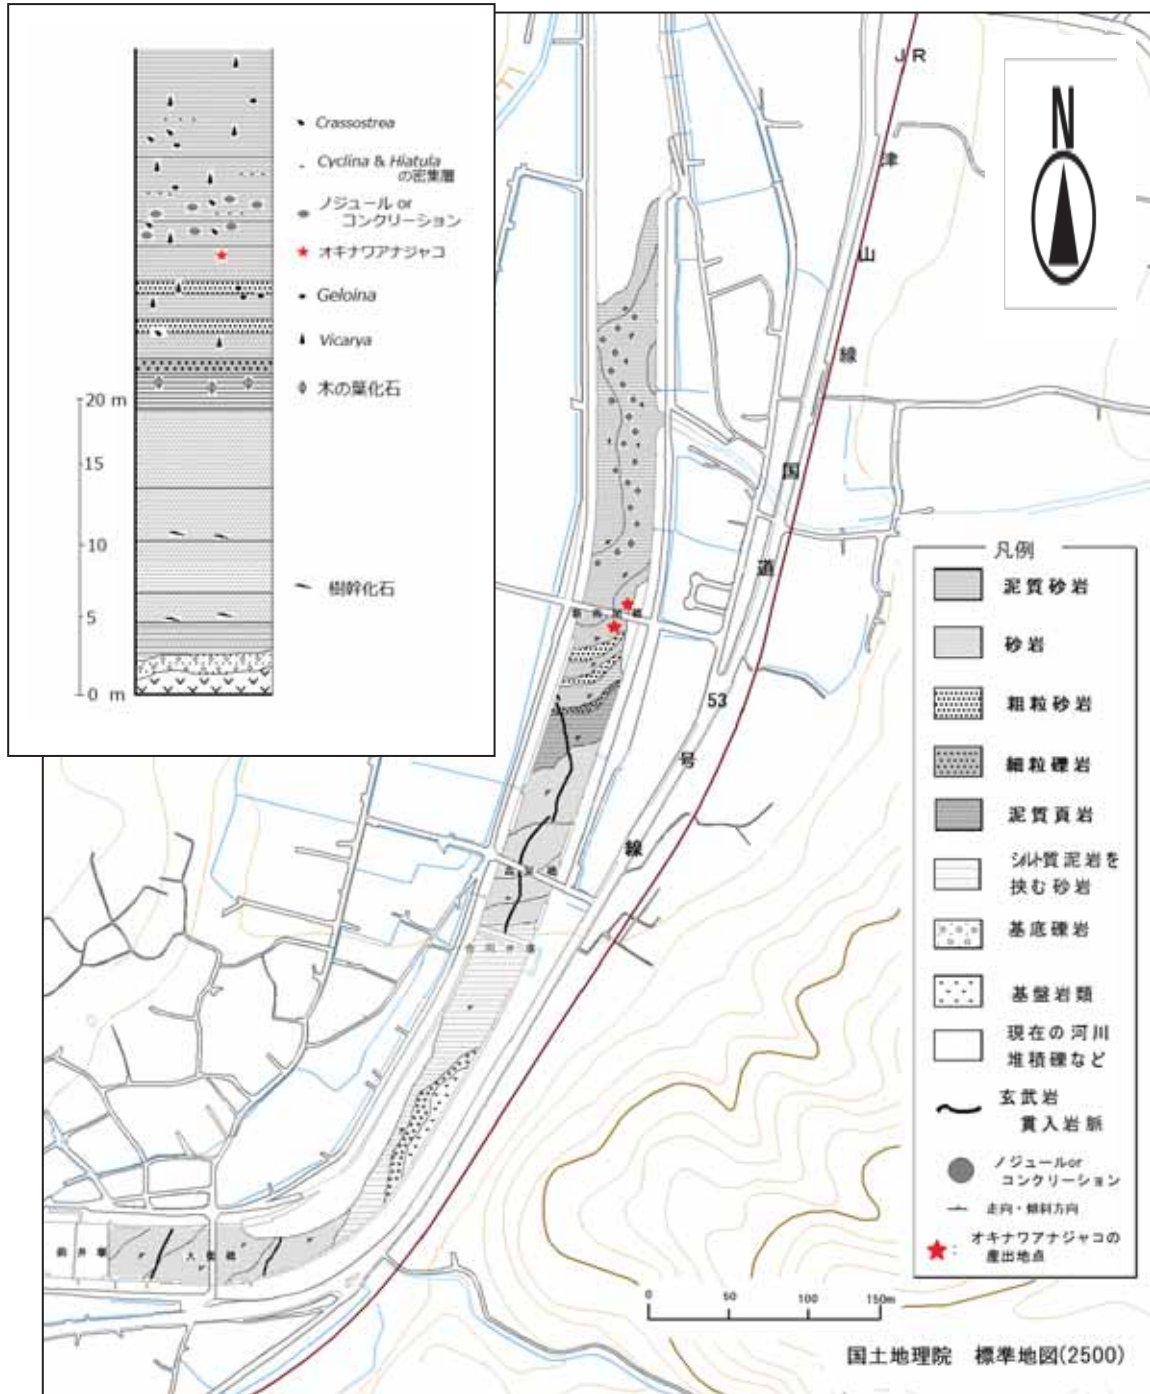 Crassostrea
Cyclina & Hiatula
の密集層
ノジュール or
コンクリーション
オキナワアナジャコ
Geloina
Vicarya
木の葉化石
樹幹化石
20 m
15
10
5
0 m
JR
津
山
線
国
道
53
号
線
N
凡例
泥質砂岩
砂岩
粗粒砂岩
細粒礫岩
泥質頁岩
シルト質泥岩を
挟む砂岩
基底礫岩
基盤岩類
現在の河川
堆積礫など
玄武岩
貫入岩脈
ノジュールor
コンクリーション
走向・傾斜方向
オキナワアナジャコの
産出地点
0 50 100 150m
国土地理院 標準地図(2500)